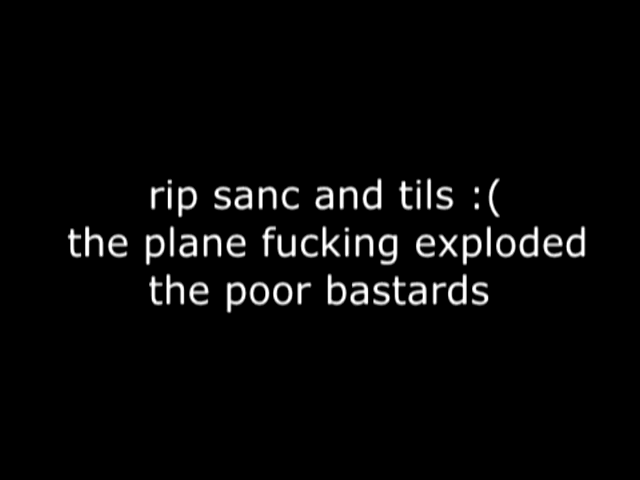 rip sanc and tils :(
the plane fucking exploded
the poor bastards